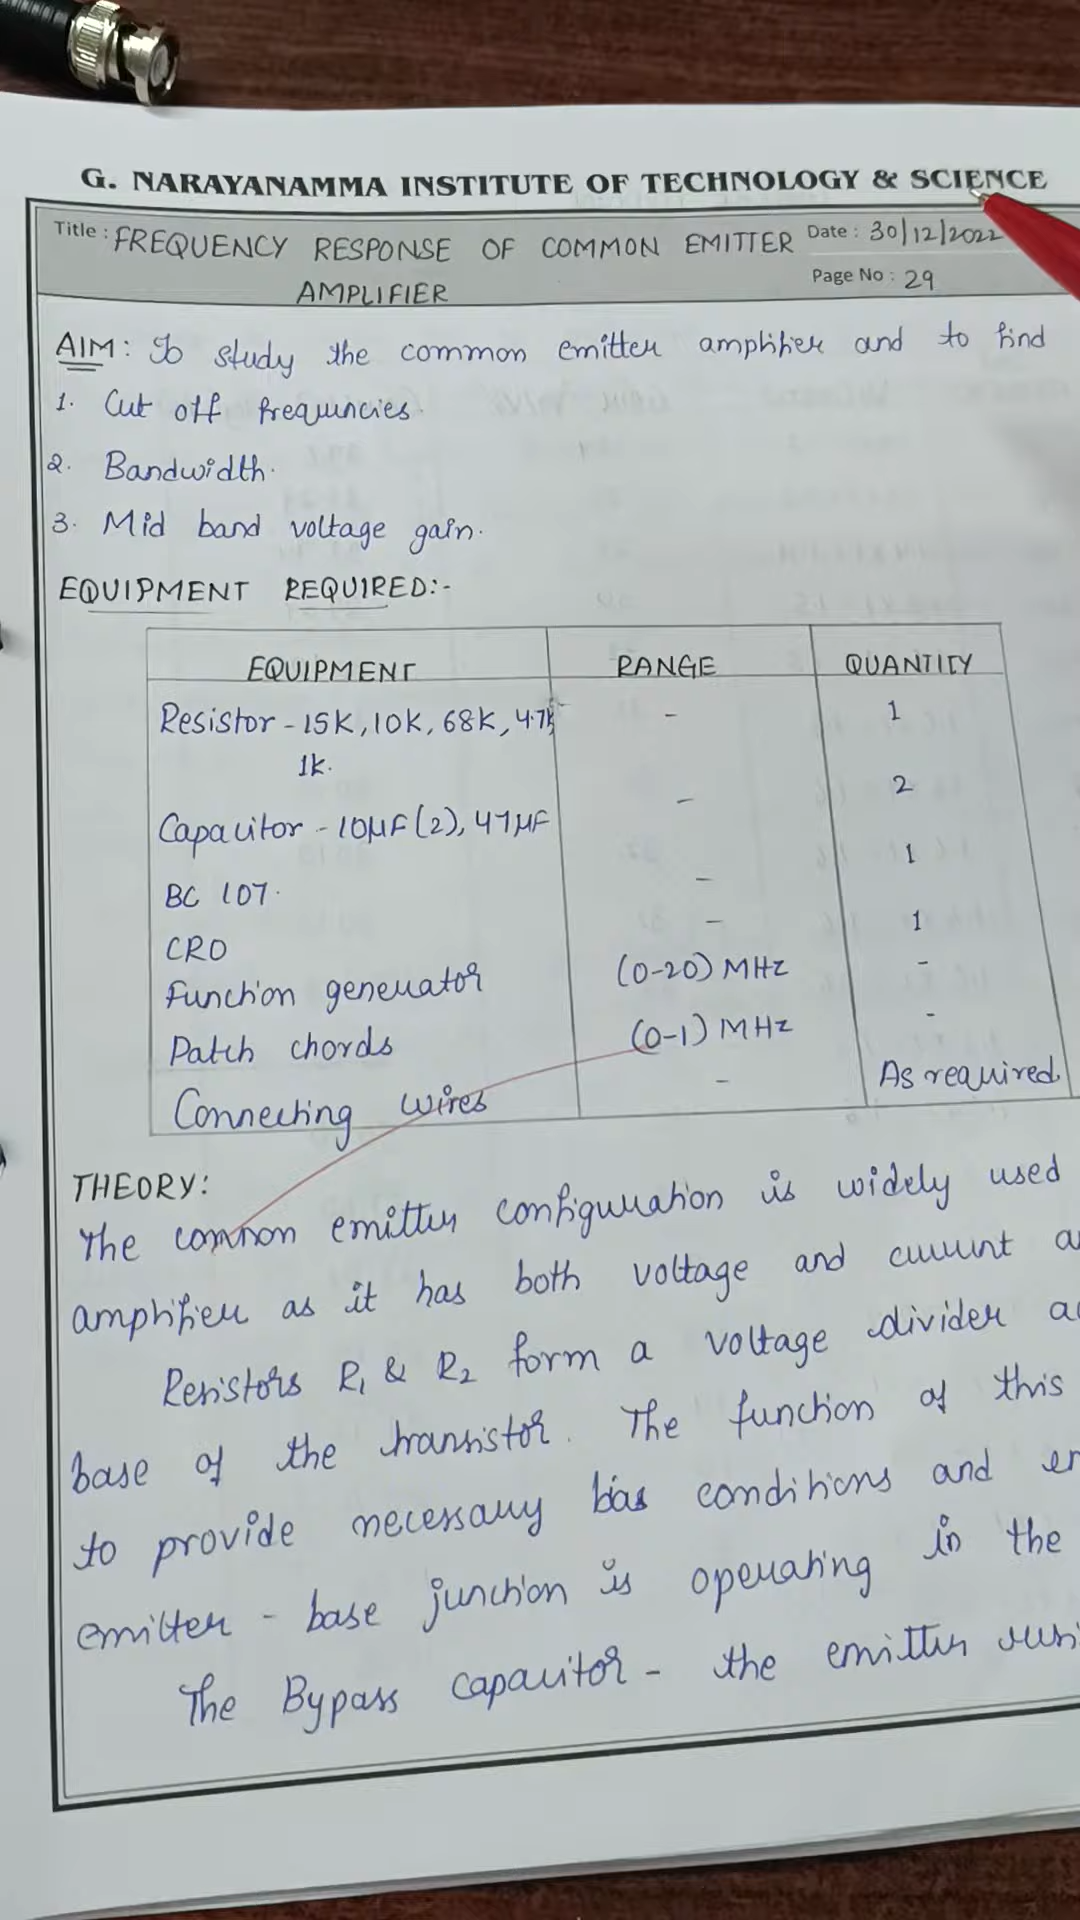 G. NARAYANAMMA INSTITUTE OF TECHNOLOGY & SCIENCE
Title : FREQUENCY RESPONSE OF COMMON EMITTER
AMPLIFIER
Date : 30/12/2022
Page No : 29
AIM: To study the common emitter amplifier and to find
1. Cut off frequncies.
2. Bandwidth.
3. Mid band voltage gain.
EQUIPMENT REQUIRED:-
EQUIPMENT RANGE QUANTITY
Resistor - 15K, 10K, 68K, 4.7K - 1
1K.
Capacitor - 10µF (2), 47µF - 2
BC 107. - 1
CRO - 1
Function generator (0-20) MHz -
Patch chords (0-1) MHz -
Connecting wires - As required
THEORY:
The common emitter configuration is widely used
amplifier as it has both voltage and current
Resistors R1 & R2 form a voltage divider
base of the transistor. The function of this
to provide necessary bias conditions and
emitter - base junction is operating in the
The Bypass capacitor - the emitter